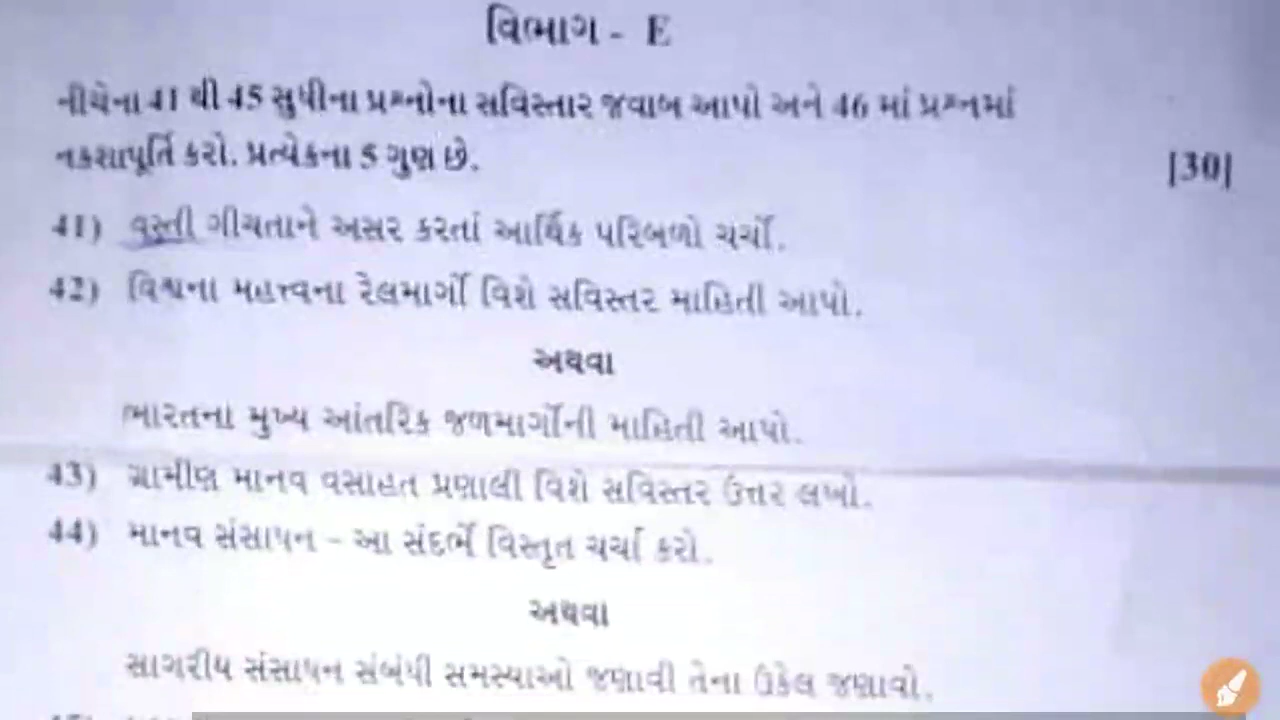 વિભાગ - E
નીચેના 41 થી 45 સુધીના પ્રશ્નોના સવિસ્તાર જવાબ આપો અને 46 માં પ્રશ્નમાં
નકશાપૂર્તિ કરો. પ્રત્યેકના 5 ગુણ છે. [30]
41) વસ્તી ગીચતાને અસર કરતાં આર્થિક પરિબળો ચર્ચો.
42) વિશ્વના મહત્ત્વના રેલમાર્ગો વિશે સવિસ્તર માહિતી આપો.
અથવા
ભારતના મુખ્ય આંતરિક જળમાર્ગોની માહિતી આપો.
43) ગ્રામીણ માનવ વસાહત પ્રણાલી વિશે સવિસ્તર ઉત્તર લખો.
44) માનવ સંસાધન - આ સંદર્ભે વિસ્તૃત ચર્ચા કરો.
અથવા
સાગરીય સંસાધન સંબંધી સમસ્યાઓ જણાવી તેના ઉકેલ જણાવો.